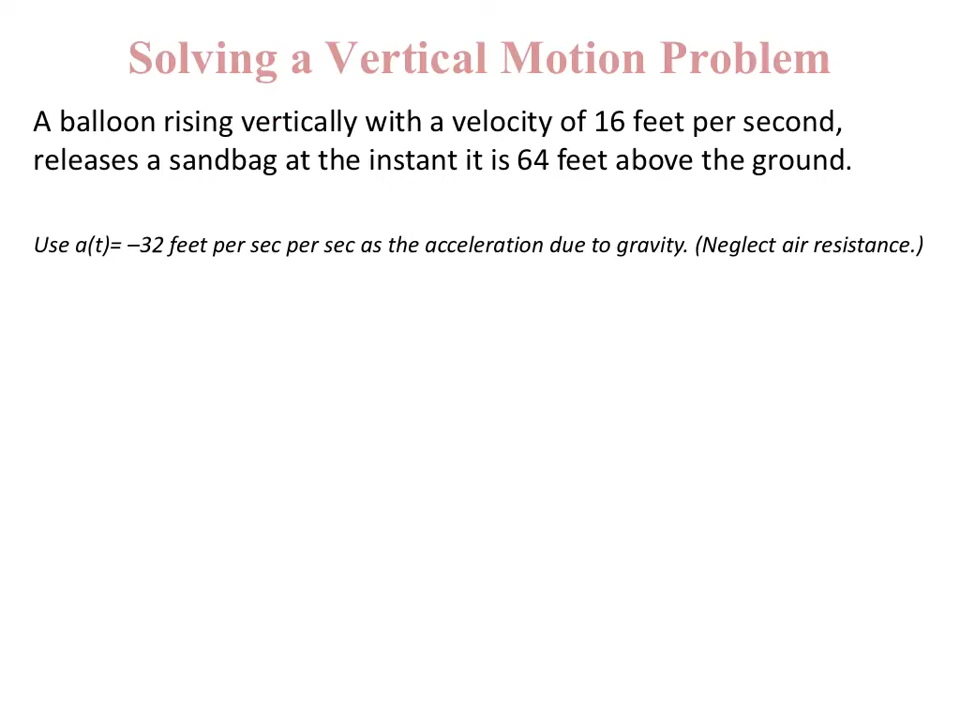 Solving a Vertical Motion Problem
A balloon rising vertically with a velocity of 16 feet per second,
releases a sandbag at the instant it is 64 feet above the ground.
Use a(t)= –32 feet per sec per sec as the acceleration due to gravity. (Neglect air resistance.)